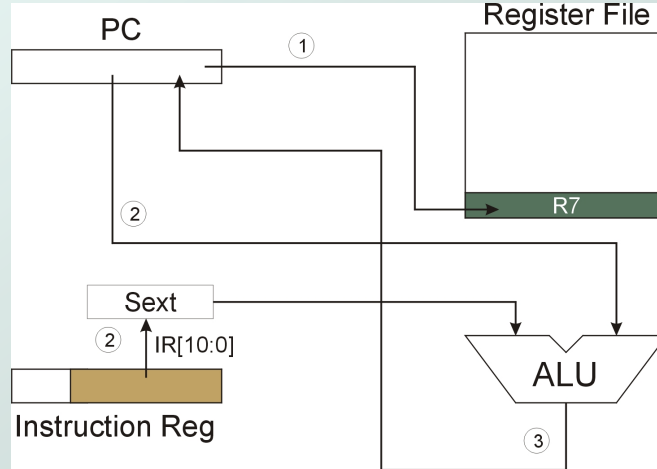 Register File
PC
1
R7
2
Sext
2
IR[10:0]
ALU
Instruction Reg
3